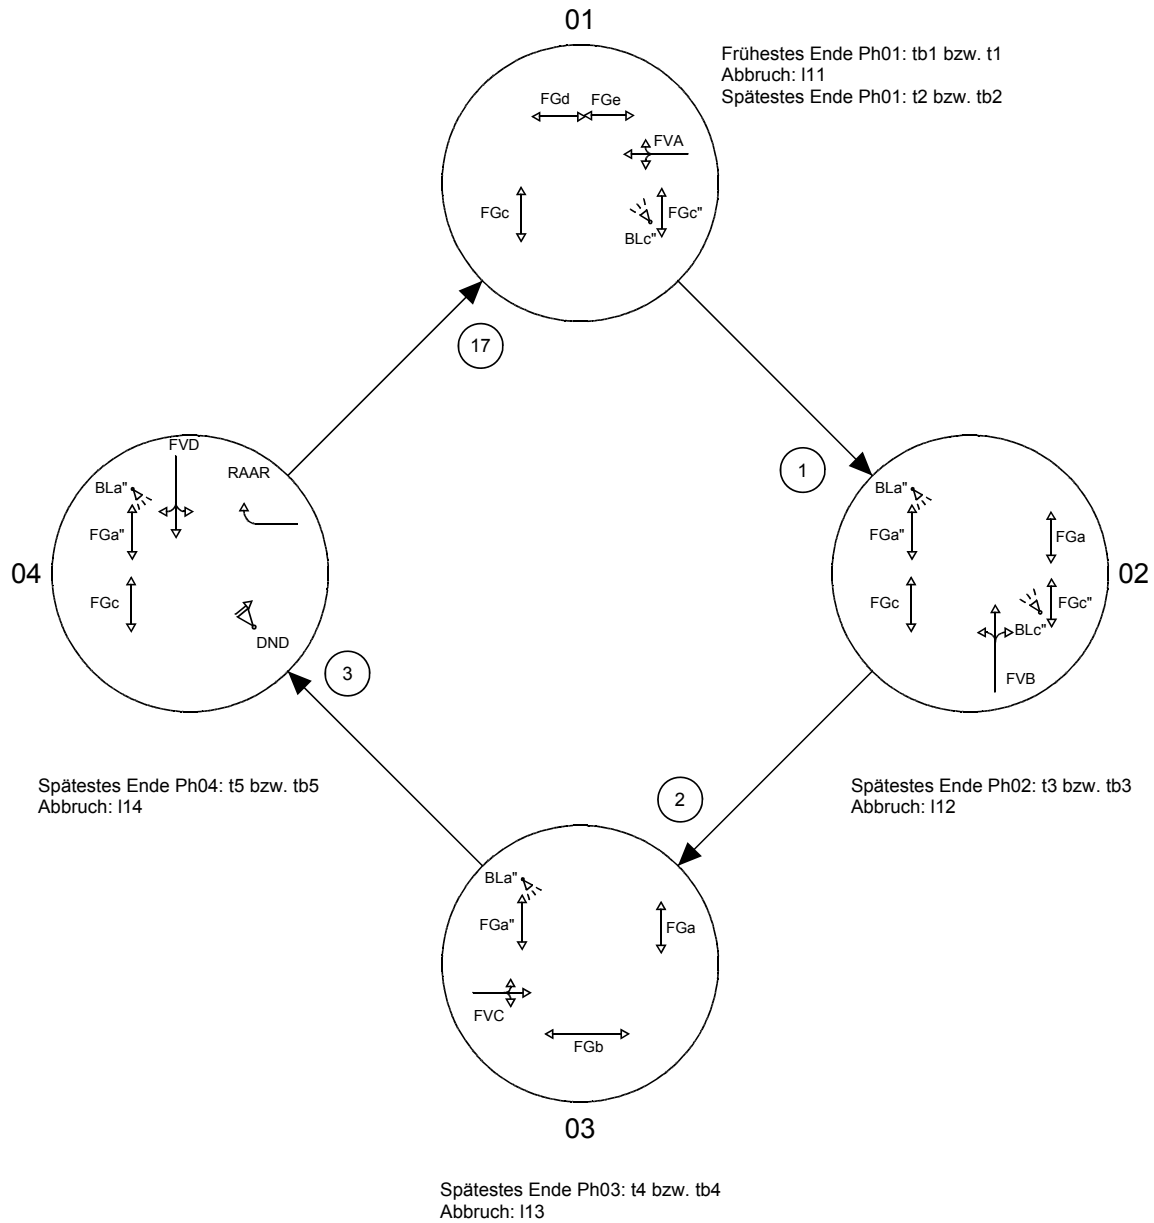 01
Frühestes Ende Ph01: tb1 bzw. t1
Abbruch: l11
Spätestes Ende Ph01: t2 bzw. tb2
FGd
FGe
FVA
FGc
FGc"
BLc"
17
1
04
FVD
RAAR
BLa"
FGa"
FGc
DND
02
BLa"
FGa"
FGa
FGc
FGc"
BLc"
FVB
3
2
Spätestes Ende Ph04: t5 bzw. tb5
Abbruch: l14
Spätestes Ende Ph02: t3 bzw. tb3
Abbruch: l12
BLa"
FGa"
FGa
FVC
FGb
03
Spätestes Ende Ph03: t4 bzw. tb4
Abbruch: l13